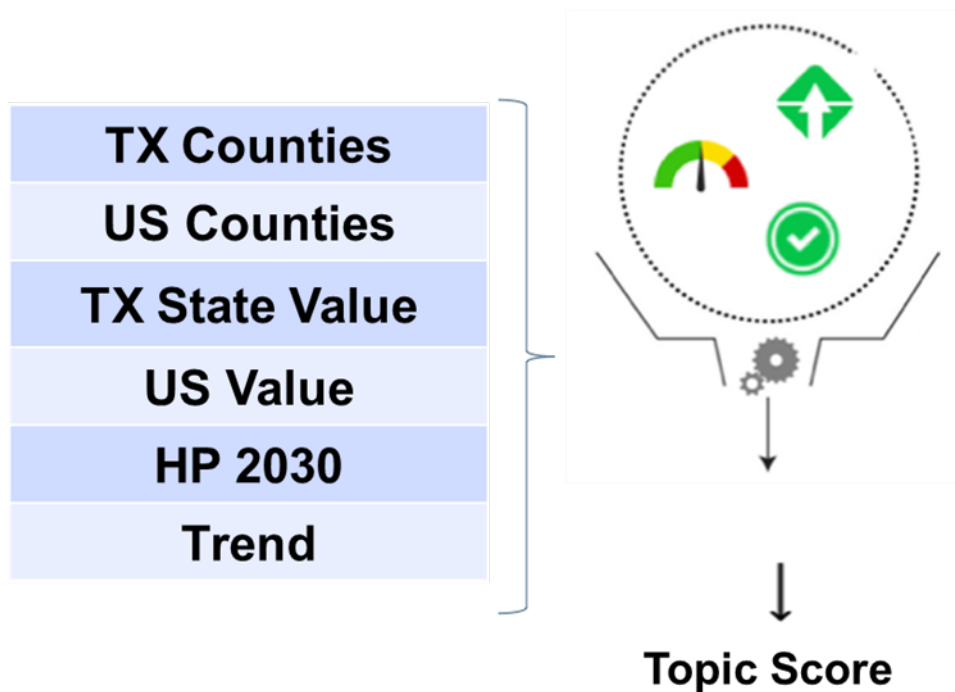 TX Counties
US Counties
TX State Value
US Value
HP 2030
Trend
Topic Score